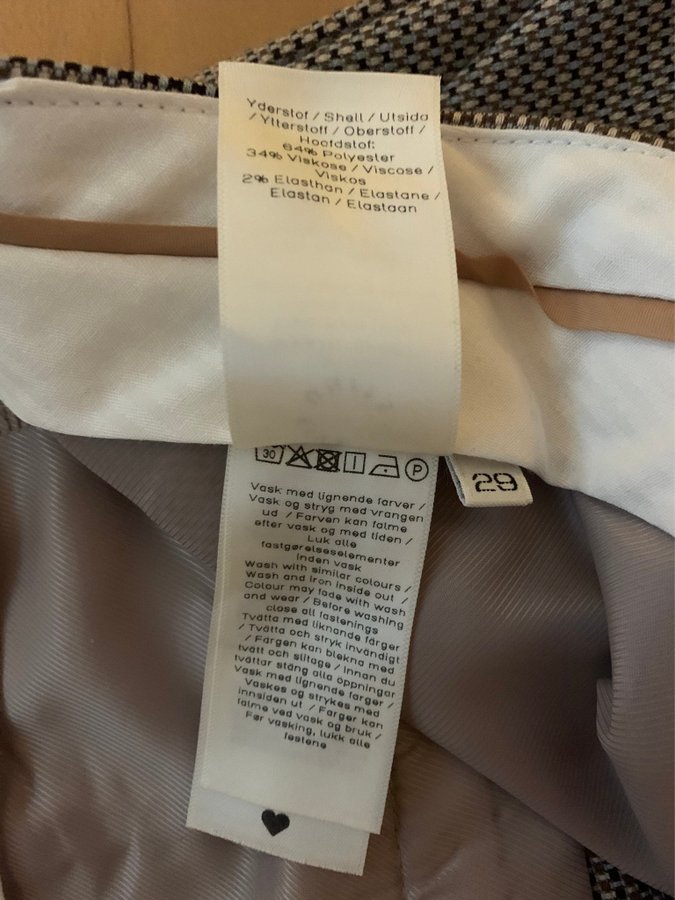 Yderstof / Shell / Utsida
/ Ytterstoff / Oberstoff /
Hoofdstof:
64% Polyester
34% Viskose / Viscose /
Viskos
2% Elasthan / Elastane /
Elastan / Elastaan
30
P
29
Vask med lignende farver /
Vask og stryg med vrangen
ud / Farven kan falme
efter vask og med tiden /
Luk alle
fastgørelseselementer
inden vask
Wash with similar colours /
Wash and iron inside out /
Colour may fade with wash
and wear / Before washing
close all fastenings
Tvätta med liknande färger
/ Tvätta och stryk invändigt
/ Färgen kan blekna med
tvätt och slitage / Innan du
tvättar stäng alla öppningar
Vask med lignende farger /
Vaskes og strykes med
innsiden ut / Farger kan
falme ved vask og bruk /
Før vasking, lukk alle
festene